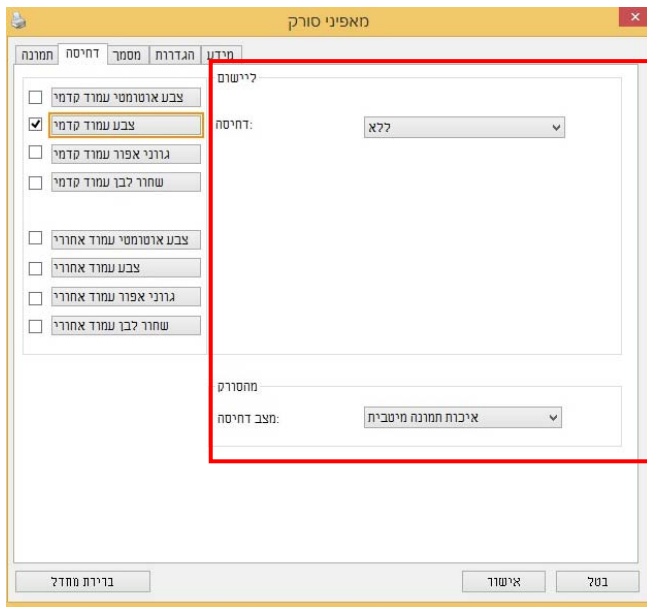 מאפיני סורק
תמונה
דחיסה
מסמך
הגדרות
מידע
צבע אוטומטי עמוד קדמי
צבע עמוד קדמי
גווני אפור עמוד קדמי
שחור לבן עמוד קדמי
צבע אוטומטי עמוד אחורי
צבע עמוד אחורי
גווני אפור עמוד אחורי
שחור לבן עמוד אחורי
ליישום
דחיסה:
ללא
מהסורק
מצב דחיסה:
איכות תמונה מיטבית
ברירת מחדל
אישור
בטל